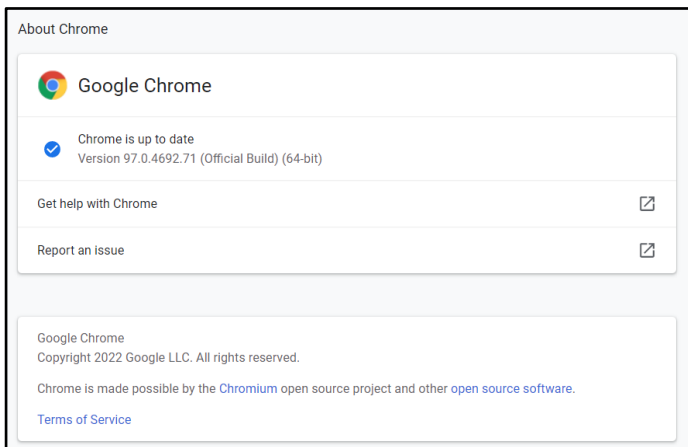 About Chrome
Google Chrome
Chrome is up to date
Version 97.0.4692.71 (Official Build) (64-bit)
Get help with Chrome
Report an issue
Google Chrome
Copyright 2022 Google LLC. All rights reserved.
Chrome is made possible by the Chromium open source project and other open source software.
Terms of Service